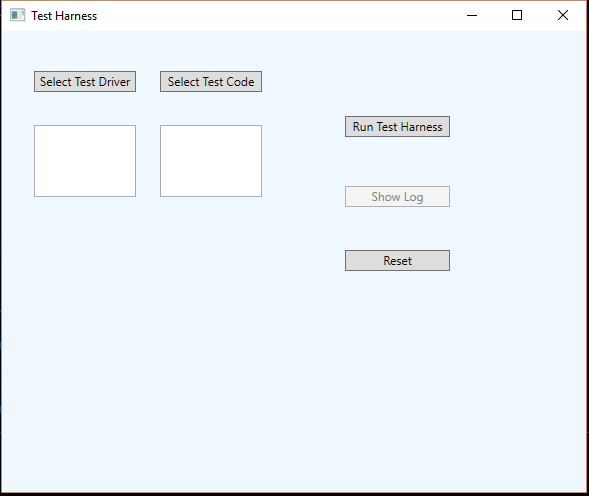 Test Harness
Select Test Driver
Select Test Code
Run Test Harness
Show Log
Reset